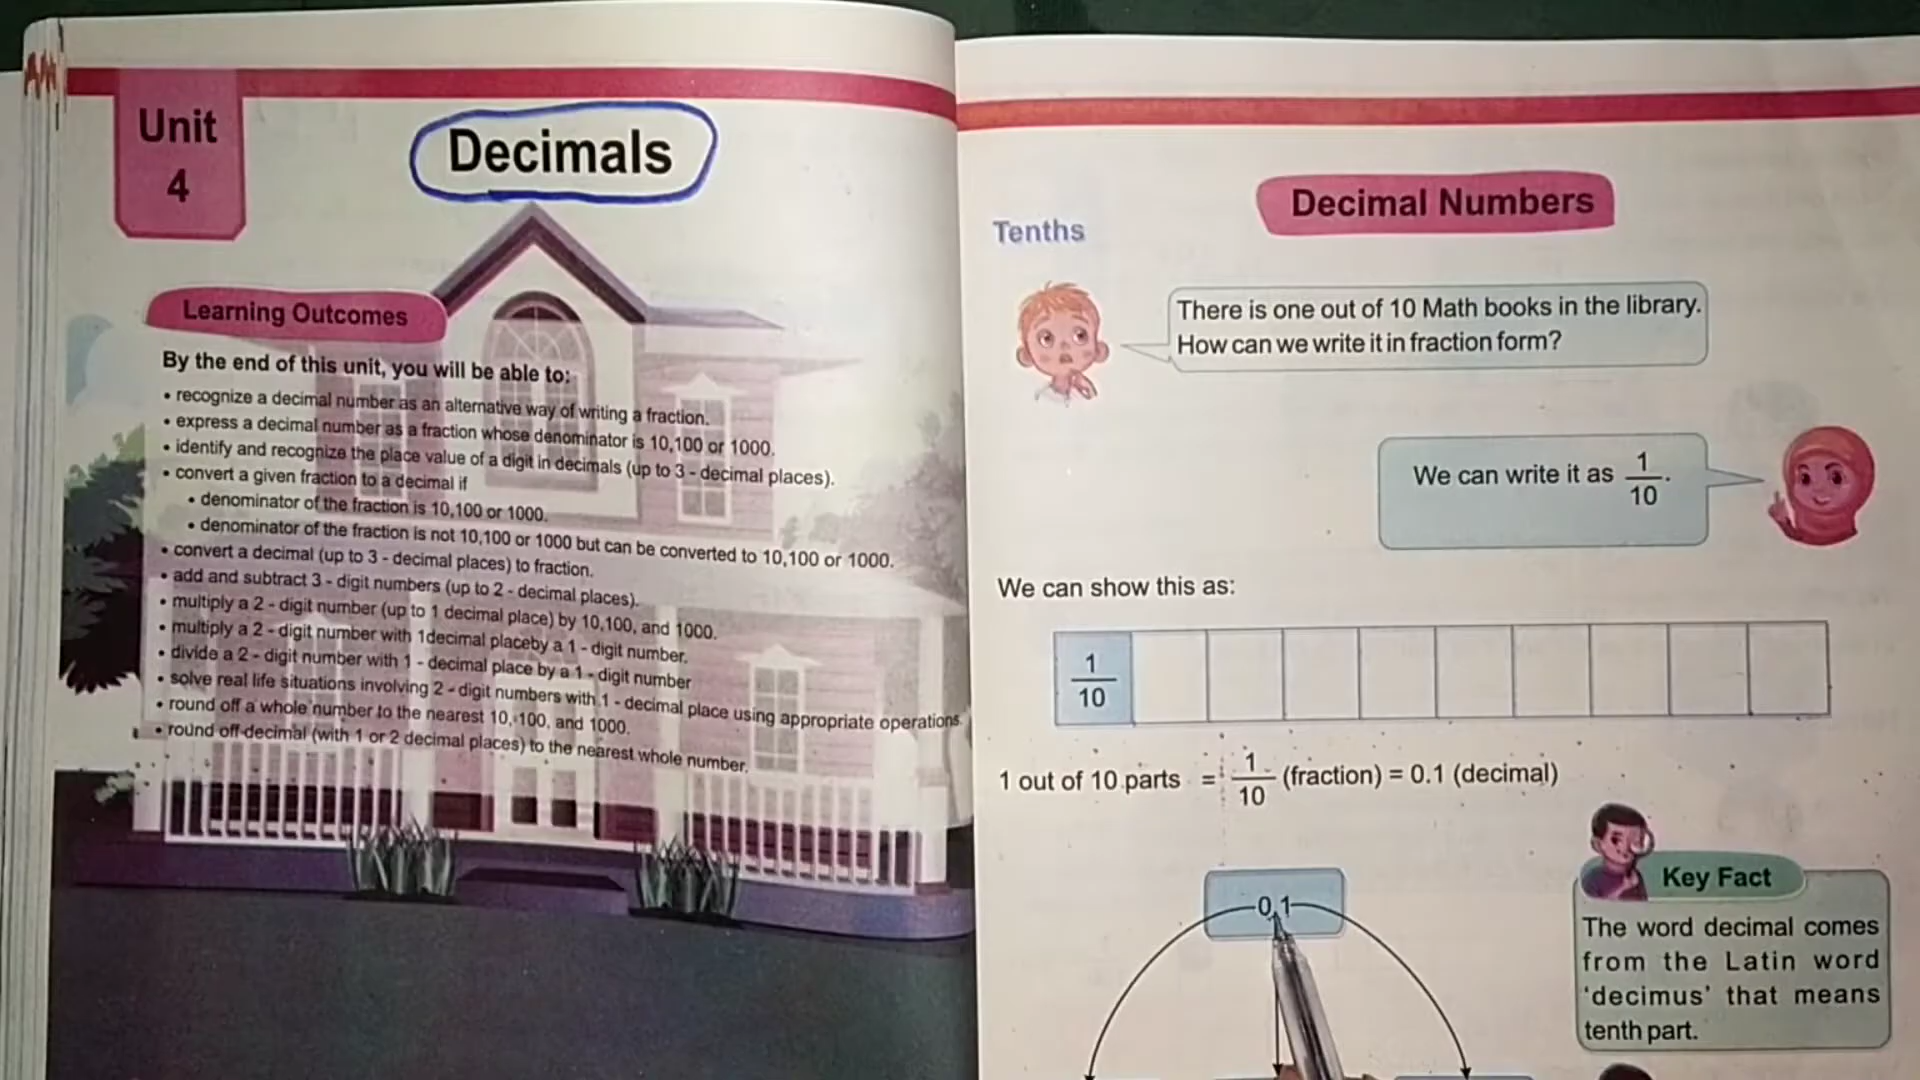 Unit
4
Decimals
Learning Outcomes
By the end of this unit, you will be able to:
• recognize a decimal number as an alternative way of writing a fraction.
• express a decimal number as a fraction whose denominator is 10,100 or 1000.
• identify and recognize the place value of a digit in decimals (up to 3 - decimal places).
• convert a given fraction to a decimal if
• denominator of the fraction is 10,100 or 1000.
• denominator of the fraction is not 10,100 or 1000 but can be converted to 10,100 or 1000.
• convert a decimal (up to 3 - decimal places) to fraction.
• add and subtract 3 - digit numbers (up to 2 - decimal places).
• multiply a 2 - digit number (up to 1 decimal place) by 10,100, and 1000.
• multiply a 2 - digit number with 1decimal placeby a 1 - digit number.
• divide a 2 - digit number with 1 - decimal place by a 1 - digit number
• solve real life situations involving 2 - digit numbers with 1 - decimal place using appropriate operations.
• round off a whole number to the nearest 10, 100, and 1000.
• round off decimal (with 1 or 2 decimal places) to the nearest whole number.
Decimal Numbers
Tenths
There is one out of 10 Math books in the library.
How can we write it in fraction form?
We can write it as 1/10.
We can show this as:
1/10
1 out of 10 parts = 1/10 (fraction) = 0.1 (decimal)
0.1
Key Fact
The word decimal comes
from the Latin word
‘decimus’ that means
tenth part.